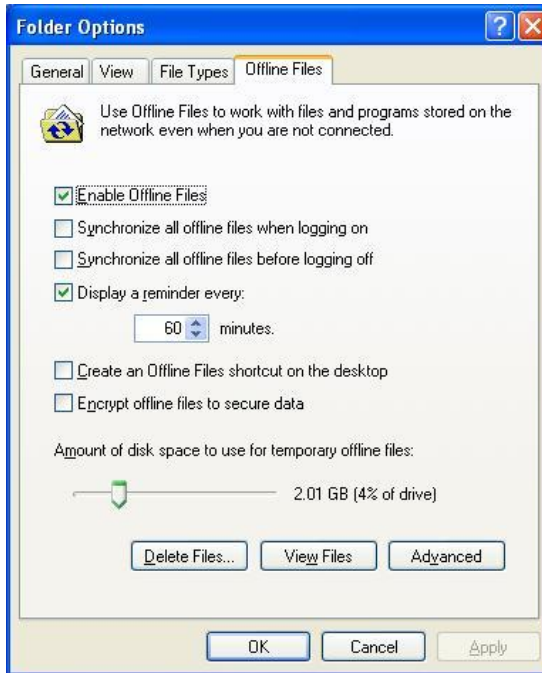 Folder Options
General View File Types Offline Files
Use Offline Files to work with files and programs stored on the
network even when you are not connected.
Enable Offline Files
Synchronize all offline files when logging on
Synchronize all offline files before logging off
Display a reminder every:
60 minutes.
Create an Offline Files shortcut on the desktop
Encrypt offline files to secure data
Amount of disk space to use for temporary offline files:
2.01 GB (4% of drive)
Delete Files... View Files Advanced
OK Cancel Apply